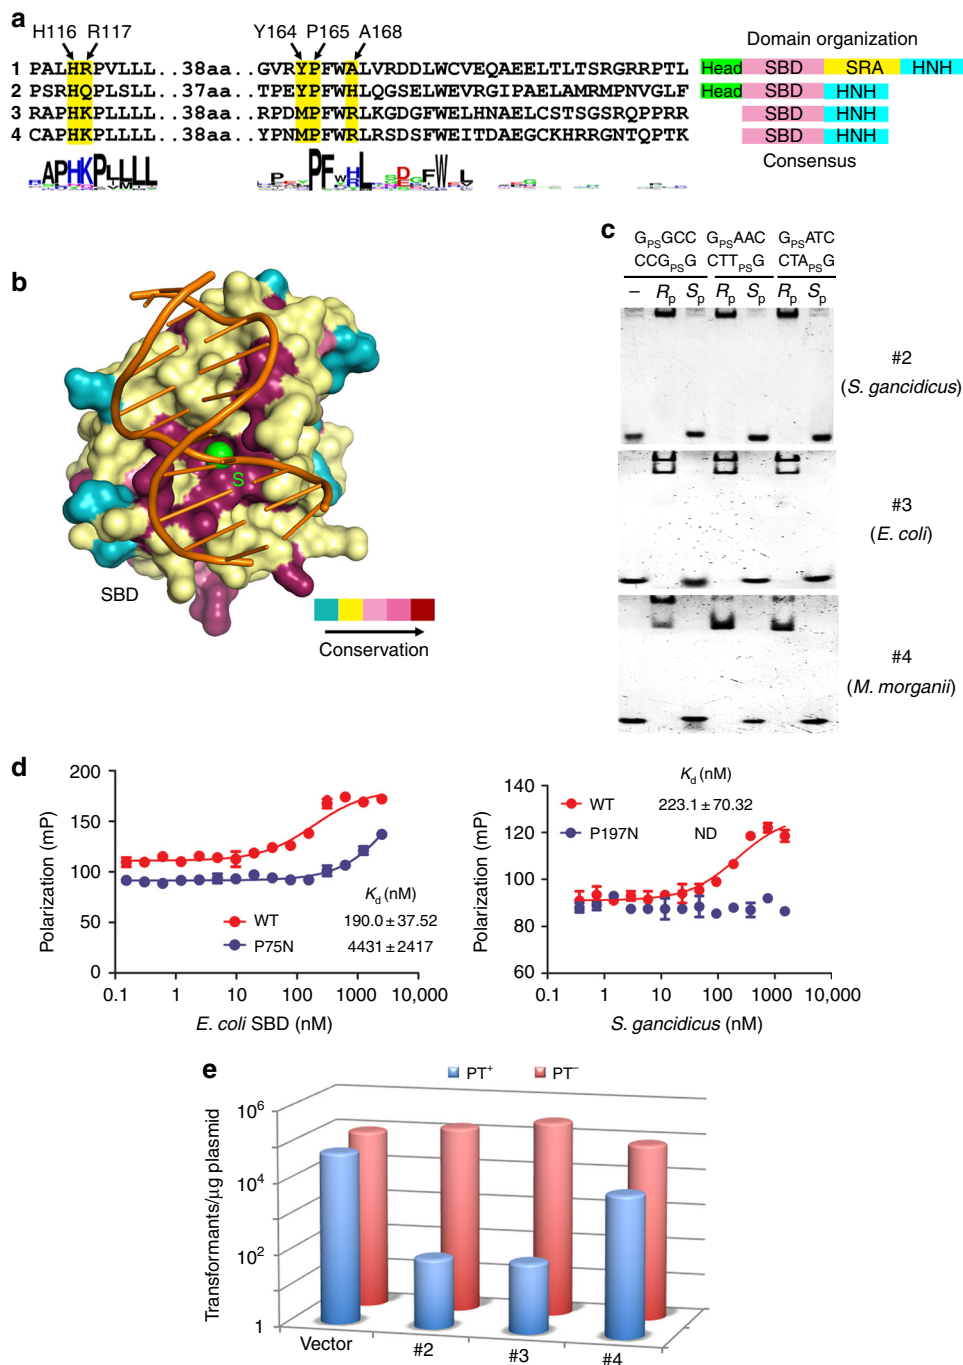 a
H116 R117 Y164 P165 A168
Domain organization
1 PALHRPVLLL..38aa..GVRYPFWALVRDDLWCVEQAEELTLTSRGRRPTL Head SBD SRA HNH
2 PSRHQPLSLL..37aa..TPEYPFWHLQGSELWEVRGIPAELAMRMPNVGLF Head SBD HNH
3 RAPHKPLLLL..38aa..YRDMPFWRLKGDGFWELHNAELCSTSGSRQPPRR SBD HNH
4 CAPHKPLLLL..38aa..YPNMPFWRLRSDSFWEITDAEGCKHRRGNTQPTK SBD HNH
APHKPLLLL P PFWHL D FW L
Consensus
b
S
SBD
Conservation
c
GPSGCC GPSAAC GPSATC
CCGPSG CTTPSG CTAPSG
– Rp Sp Rp Sp Rp Sp
#2
(S. gancidicus)
#3
(E. coli)
#4
(M. morganii)
d
Polarization (mP)
200
150
100
50
0
0.1 1 10 100 1000 10,000
E. coli SBD (nM)
Kd (nM)
WT 190.0 ± 37.52
P75N 4431 ± 2417
Polarization (mP)
140
120
100
80
60
0.1 1 10 100 1000 10,000
S. gancidicus (nM)
Kd (nM)
WT 223.1 ± 70.32
P197N ND
e
PT+ PT−
Transformants/µg plasmid
10^6
10^4
10^2
1
Vector #2 #3 #4